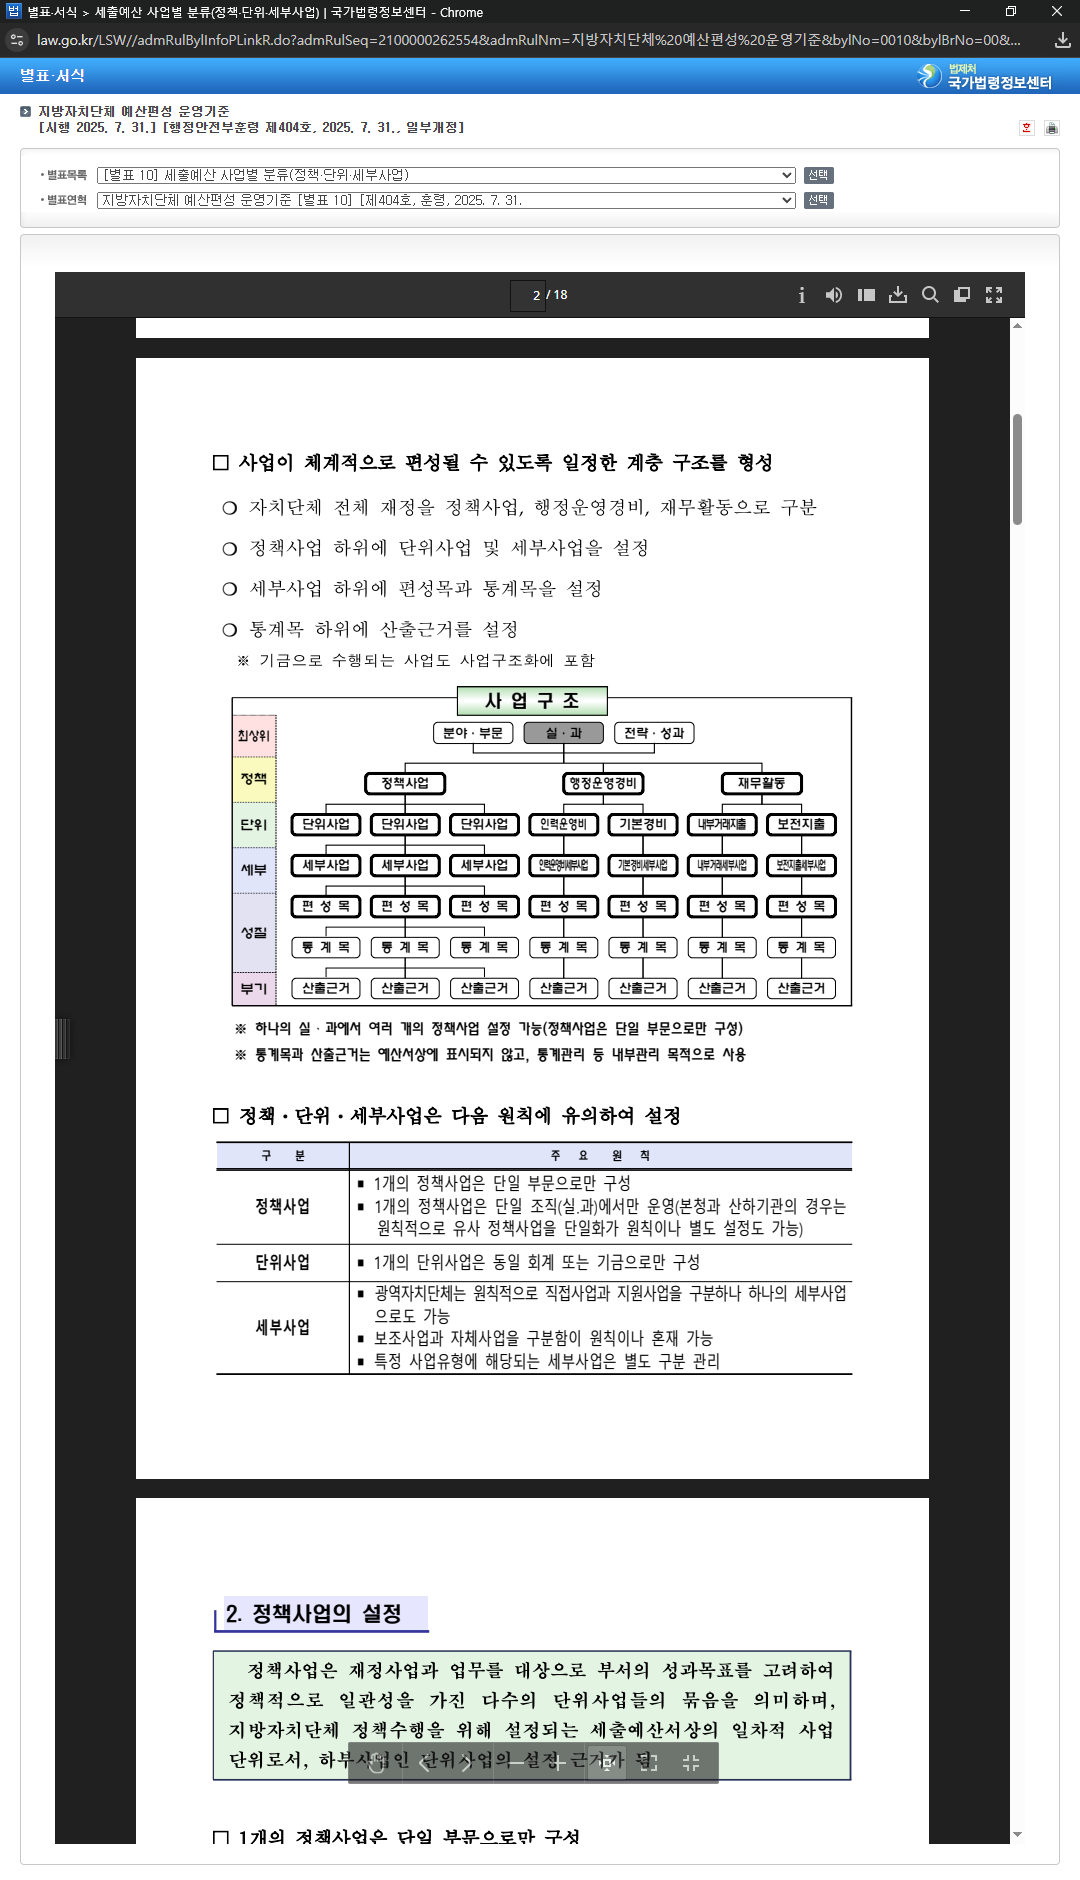 별표·서식 > 세출예산 사업별 분류(정책·단위·세부사업) | 국가법령정보센터 - Chrome
law.go.kr/LSW//admRulBylInfoPLinkR.do?admRulSeq=2100000262554&admRulNm=지방자치단체%20예산편성%20운영기준&bylNo=0010&bylBrNo=00&...
별표·서식
법제처
국가법령정보센터
지방자치단체 예산편성 운영기준
[시행 2025. 7. 31.] [행정안전부훈령 제404호, 2025. 7. 31., 일부개정]
별표목록 [별표 10] 세출예산 사업별 분류(정책·단위·세부사업) 선택
별표연혁 지방자치단체 예산편성 운영기준 [별표 10] [제404호, 훈령, 2025. 7. 31. 선택
2 / 18
□ 사업이 체계적으로 편성될 수 있도록 일정한 계층 구조를 형성
❍ 자치단체 전체 재정을 정책사업, 행정운영경비, 재무활동으로 구분
❍ 정책사업 하위에 단위사업 및 세부사업을 설정
❍ 세부사업 하위에 편성목과 통계목을 설정
❍ 통계목 하위에 산출근거를 설정
※ 기금으로 수행되는 사업도 사업구조화에 포함
사 업 구 조
최상위 분야·부문 실·과 전략·성과
정책 정책사업 행정운영경비 재무활동
단위 단위사업 단위사업 단위사업 인력운영비 기본경비 내부거래지출 보전지출
세부 세부사업 세부사업 세부사업 인력운영비세부사업 기본경비세부사업 내부거래세부사업 보전지출세부사업
성질 편 성 목 편 성 목 편 성 목 편 성 목 편 성 목 편 성 목 편 성 목
통 계 목 통 계 목 통 계 목 통 계 목 통 계 목 통 계 목 통 계 목
부기 산출근거 산출근거 산출근거 산출근거 산출근거 산출근거 산출근거
※ 하나의 실·과에서 여러 개의 정책사업 설정 가능(정책사업은 단일 부문으로만 구성)
※ 통계목과 산출근거는 예산서상에 표시되지 않고, 통계관리 등 내부관리 목적으로 사용
□ 정책·단위·세부사업은 다음 원칙에 유의하여 설정
구 분 주 요 원 칙
정책사업
▪ 1개의 정책사업은 단일 부문으로만 구성
▪ 1개의 정책사업은 단일 조직(실.과)에서만 운영(본청과 산하기관의 경우는
원칙적으로 유사 정책사업을 단일화가 원칙이나 별도 설정도 가능)
단위사업 ▪ 1개의 단위사업은 동일 회계 또는 기금으로만 구성
세부사업
▪ 광역자치단체는 원칙적으로 직접사업과 지원사업을 구분하나 하나의 세부사업
으로도 가능
▪ 보조사업과 자체사업을 구분함이 원칙이나 혼재 가능
▪ 특정 사업유형에 해당되는 세부사업은 별도 구분 관리
2. 정책사업의 설정
정책사업은 재정사업과 업무를 대상으로 부서의 성과목표를 고려하여
정책적으로 일관성을 가진 다수의 단위사업들의 묶음을 의미하며,
지방자치단체 정책수행을 위해 설정되는 세출예산서상의 일차적 사업
단위로서, 하부사업인 단위사업의 설정 근거가 됨
□ 1개의 정책사업은 단일 부문으로만 구성